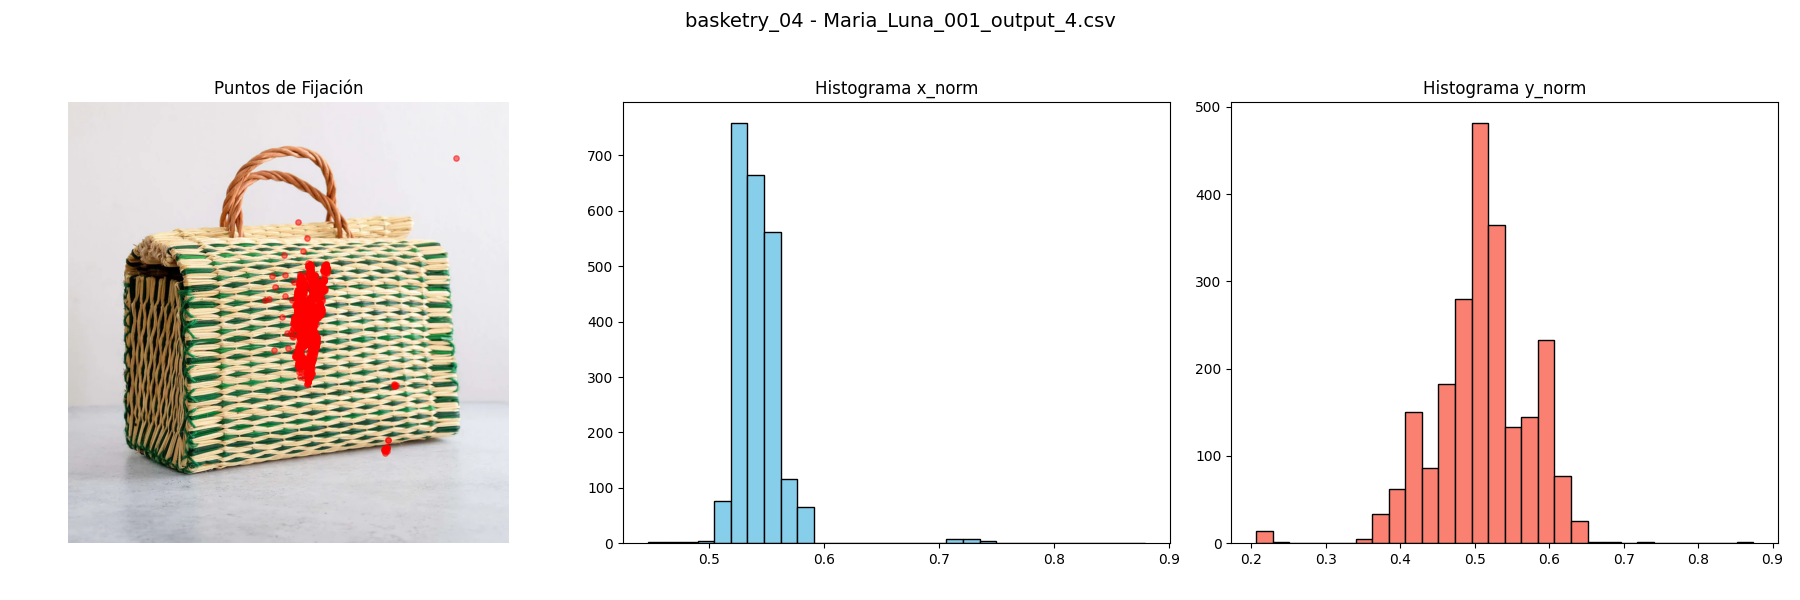 basketry_04 - Maria_Luna_001_output_4.csv
Puntos de Fijación
Histograma x_norm
Histograma y_norm
700
600
500
400
300
200
100
0
0.5 0.6 0.7 0.8 0.9
500
400
300
200
100
0
0.2 0.3 0.4 0.5 0.6 0.7 0.8 0.9